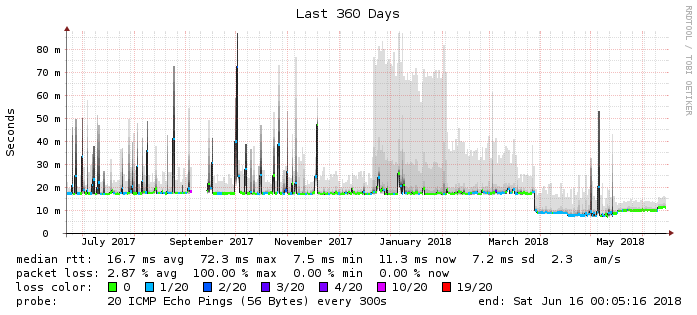 Last 360 Days
RRDTOOL / TOBI OETIKER
Seconds
80 m
70 m
60 m
50 m
40 m
30 m
20 m
10 m
0
July 2017 September 2017 November 2017 January 2018 March 2018 May 2018
median rtt: 16.7 ms avg 72.3 ms max 7.5 ms min 11.3 ms now 7.2 ms sd 2.3 am/s
packet loss: 2.87 % avg 100.00 % max 0.00 % min 0.00 % now
loss color: 0 1/20 2/20 3/20 4/20 10/20 19/20
probe: 20 ICMP Echo Pings (56 Bytes) every 300s end: Sat Jun 16 00:05:16 2018